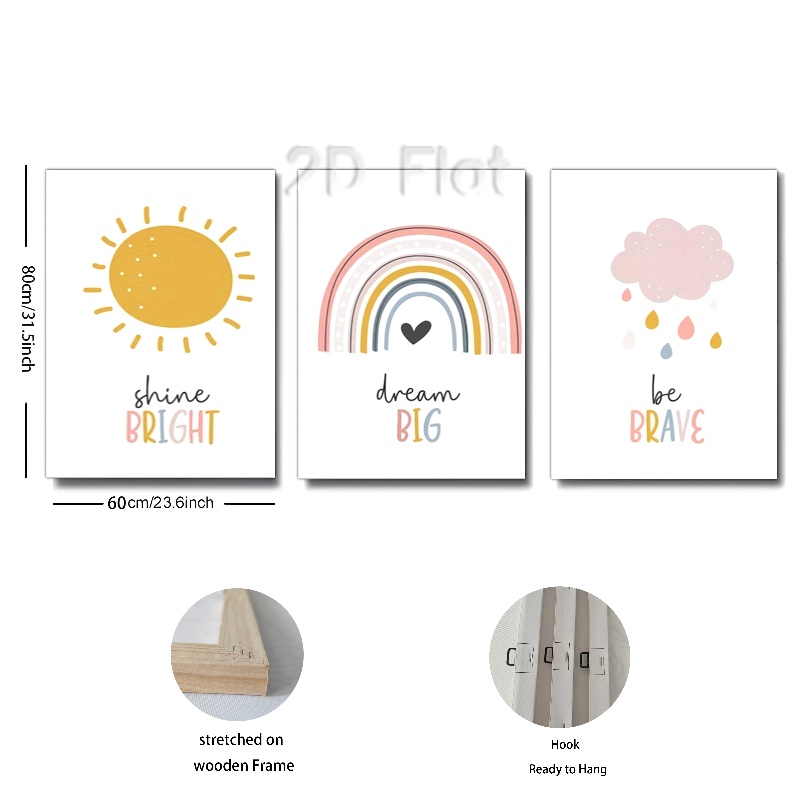 2D Flat
80cm/31.5inch
shine
BRIGHT
dream
BIG
be
BRAVE
60cm/23.6inch
stretched on
wooden Frame
Hook
Ready to Hang